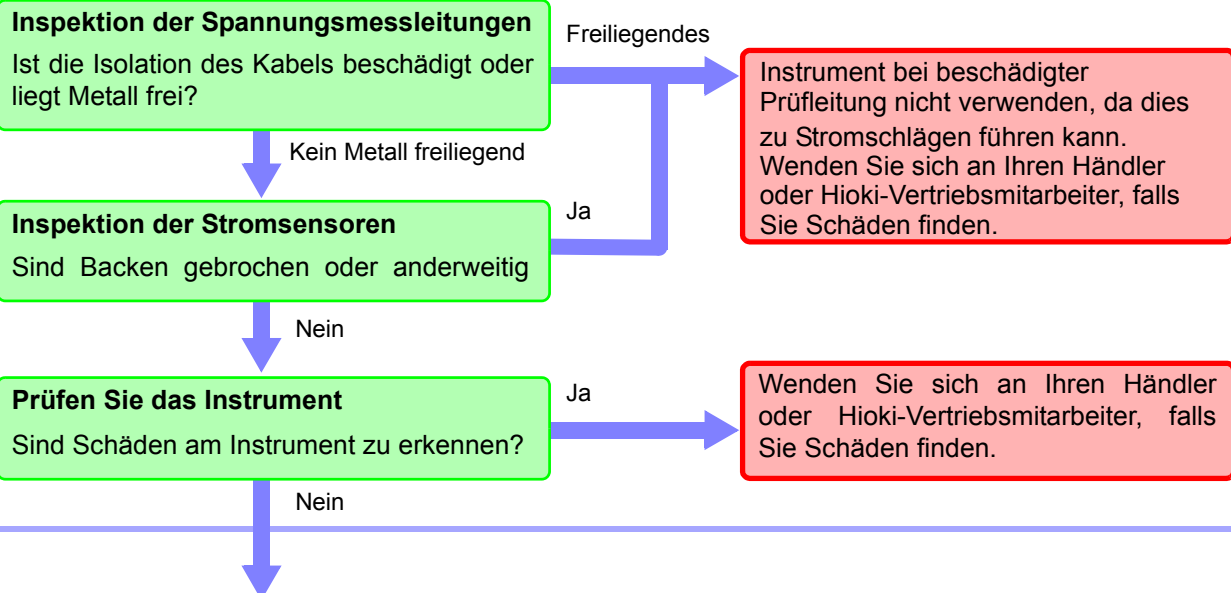 Inspektion der Spannungsmessleitungen
Ist die Isolation des Kabels beschädigt oder
liegt Metall frei?
Freiliegendes
Instrument bei beschädigter
Prüfleitung nicht verwenden, da dies
zu Stromschlägen führen kann.
Wenden Sie sich an Ihren Händler
oder Hioki-Vertriebsmitarbeiter, falls
Sie Schäden finden.
Kein Metall freiliegend
Inspektion der Stromsensoren
Sind Backen gebrochen oder anderweitig
Ja
Nein
Prüfen Sie das Instrument
Sind Schäden am Instrument zu erkennen?
Ja
Wenden Sie sich an Ihren Händler
oder Hioki-Vertriebsmitarbeiter, falls
Sie Schäden finden.
Nein